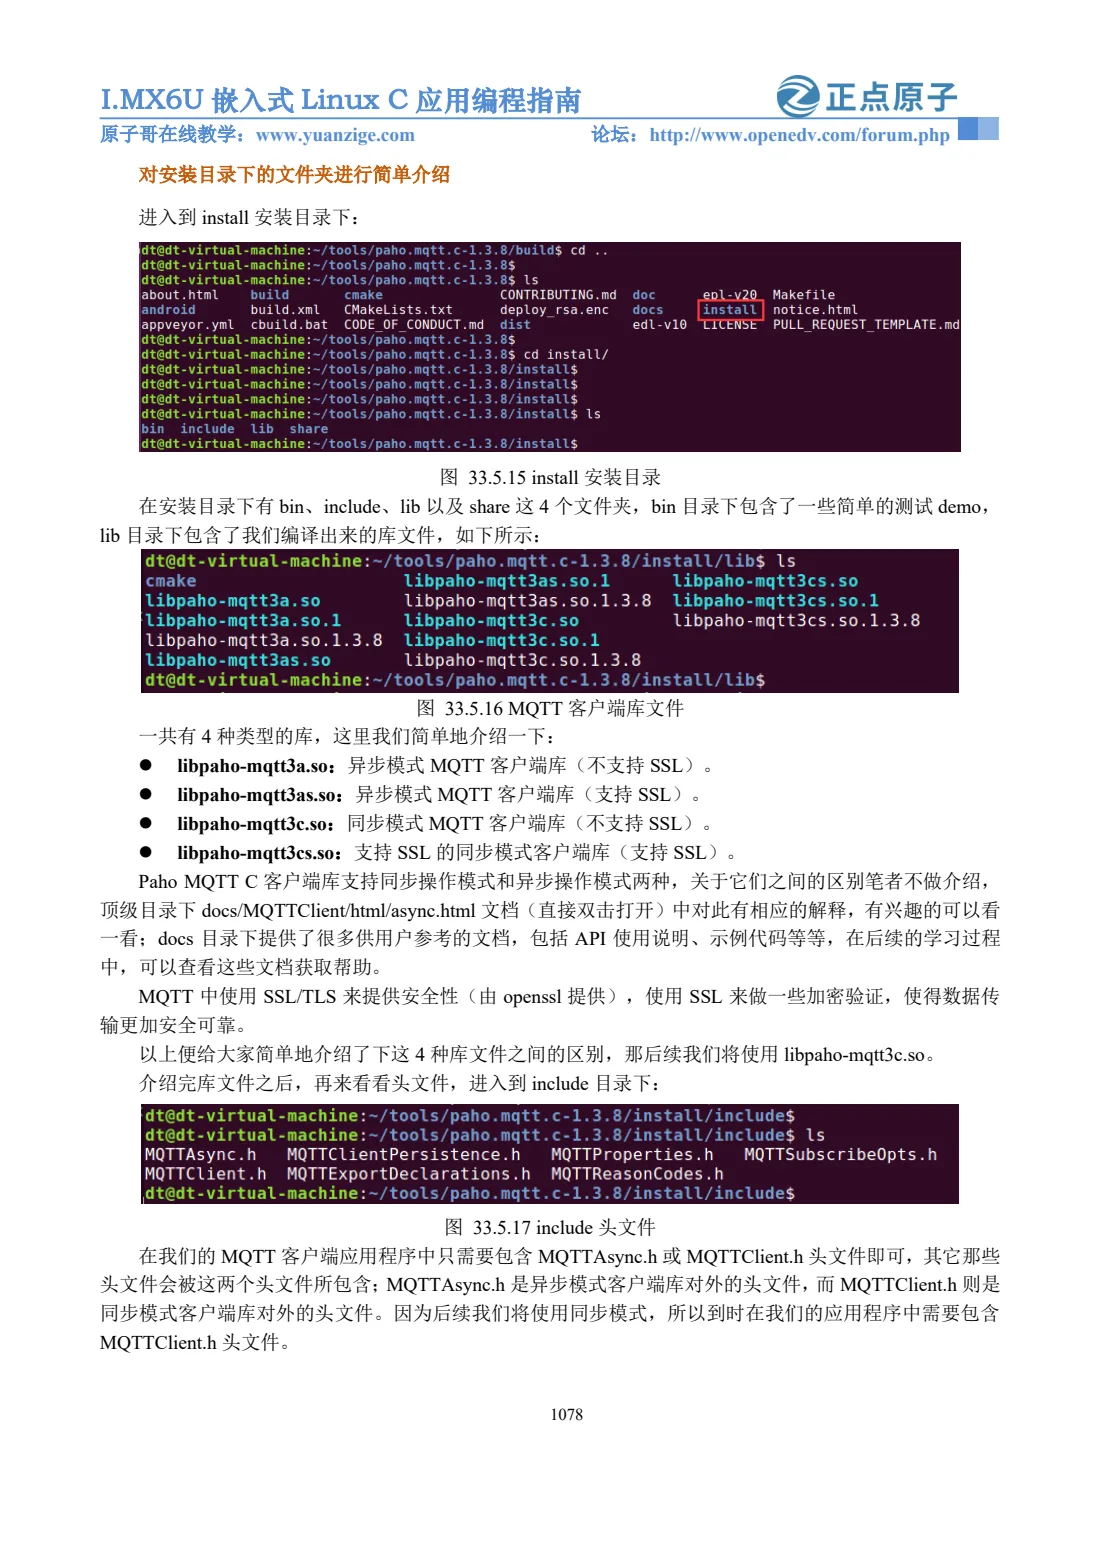 I.MX6U 嵌入式 Linux C 应用编程指南
正点原子
原子哥在线教学：www.yuanzige.com 论坛：http://www.openedv.com/forum.php
对安装目录下的文件夹进行简单介绍
进入到 install 安装目录下：
dt@dt-virtual-machine:~/tools/paho.mqtt.c-1.3.8/build$ cd ..
dt@dt-virtual-machine:~/tools/paho.mqtt.c-1.3.8$
dt@dt-virtual-machine:~/tools/paho.mqtt.c-1.3.8$ ls
about.html build cmake CONTRIBUTING.md doc epl-v20 Makefile
android build.xml CMakeLists.txt deploy_rsa.enc docs install notice.html
appveyor.yml cbuild.bat CODE_OF_CONDUCT.md dist edl-v10 LICENSE PULL_REQUEST_TEMPLATE.md
dt@dt-virtual-machine:~/tools/paho.mqtt.c-1.3.8$
dt@dt-virtual-machine:~/tools/paho.mqtt.c-1.3.8$ cd install/
dt@dt-virtual-machine:~/tools/paho.mqtt.c-1.3.8/install$
dt@dt-virtual-machine:~/tools/paho.mqtt.c-1.3.8/install$
dt@dt-virtual-machine:~/tools/paho.mqtt.c-1.3.8/install$
dt@dt-virtual-machine:~/tools/paho.mqtt.c-1.3.8/install$ ls
bin include lib share
dt@dt-virtual-machine:~/tools/paho.mqtt.c-1.3.8/install$
图 33.5.15 install 安装目录
在安装目录下有 bin、include、lib 以及 share 这 4 个文件夹，bin 目录下包含了一些简单的测试 demo，
lib 目录下包含了我们编译出来的库文件，如下所示：
dt@dt-virtual-machine:~/tools/paho.mqtt.c-1.3.8/install/lib$ ls
cmake libpaho-mqtt3as.so.1 libpaho-mqtt3cs.so
libpaho-mqtt3a.so libpaho-mqtt3as.so.1.3.8 libpaho-mqtt3cs.so.1
libpaho-mqtt3a.so.1 libpaho-mqtt3c.so libpaho-mqtt3cs.so.1.3.8
libpaho-mqtt3a.so.1.3.8 libpaho-mqtt3c.so.1
libpaho-mqtt3as.so libpaho-mqtt3c.so.1.3.8
dt@dt-virtual-machine:~/tools/paho.mqtt.c-1.3.8/install/lib$
图 33.5.16 MQTT 客户端库文件
一共有 4 种类型的库，这里我们简单地介绍一下：
● libpaho-mqtt3a.so：异步模式 MQTT 客户端库（不支持 SSL）。
● libpaho-mqtt3as.so：异步模式 MQTT 客户端库（支持 SSL）。
● libpaho-mqtt3c.so：同步模式 MQTT 客户端库（不支持 SSL）。
● libpaho-mqtt3cs.so：支持 SSL 的同步模式客户端库（支持 SSL）。
Paho MQTT C 客户端库支持同步操作模式和异步操作模式两种，关于它们之间的区别笔者不做介绍，
顶级目录下 docs/MQTTClient/html/async.html 文档（直接双击打开）中对此有相应的解释，有兴趣的可以看
一看；docs 目录下提供了很多供用户参考的文档，包括 API 使用说明、示例代码等等，在后续的学习过程
中，可以查看这些文档获取帮助。
MQTT 中使用 SSL/TLS 来提供安全性（由 openssl 提供），使用 SSL 来做一些加密验证，使得数据传
输更加安全可靠。
以上便给大家简单地介绍了下这 4 种库文件之间的区别，那后续我们将使用 libpaho-mqtt3c.so。
介绍完库文件之后，再来看看头文件，进入到 include 目录下：
dt@dt-virtual-machine:~/tools/paho.mqtt.c-1.3.8/install/include$
dt@dt-virtual-machine:~/tools/paho.mqtt.c-1.3.8/install/include$ ls
MQTTAsync.h MQTTClientPersistence.h MQTTProperties.h MQTTSubscribeOpts.h
MQTTClient.h MQTTExportDeclarations.h MQTTReasonCodes.h
dt@dt-virtual-machine:~/tools/paho.mqtt.c-1.3.8/install/include$
图 33.5.17 include 头文件
在我们的 MQTT 客户端应用程序中只需要包含 MQTTAsync.h 或 MQTTClient.h 头文件即可，其它那些
头文件会被这两个头文件所包含；MQTTAsync.h 是异步模式客户端库对外的头文件，而 MQTTClient.h 则是
同步模式客户端库对外的头文件。因为后续我们将使用同步模式，所以到时在我们的应用程序中需要包含
MQTTClient.h 头文件。
1078